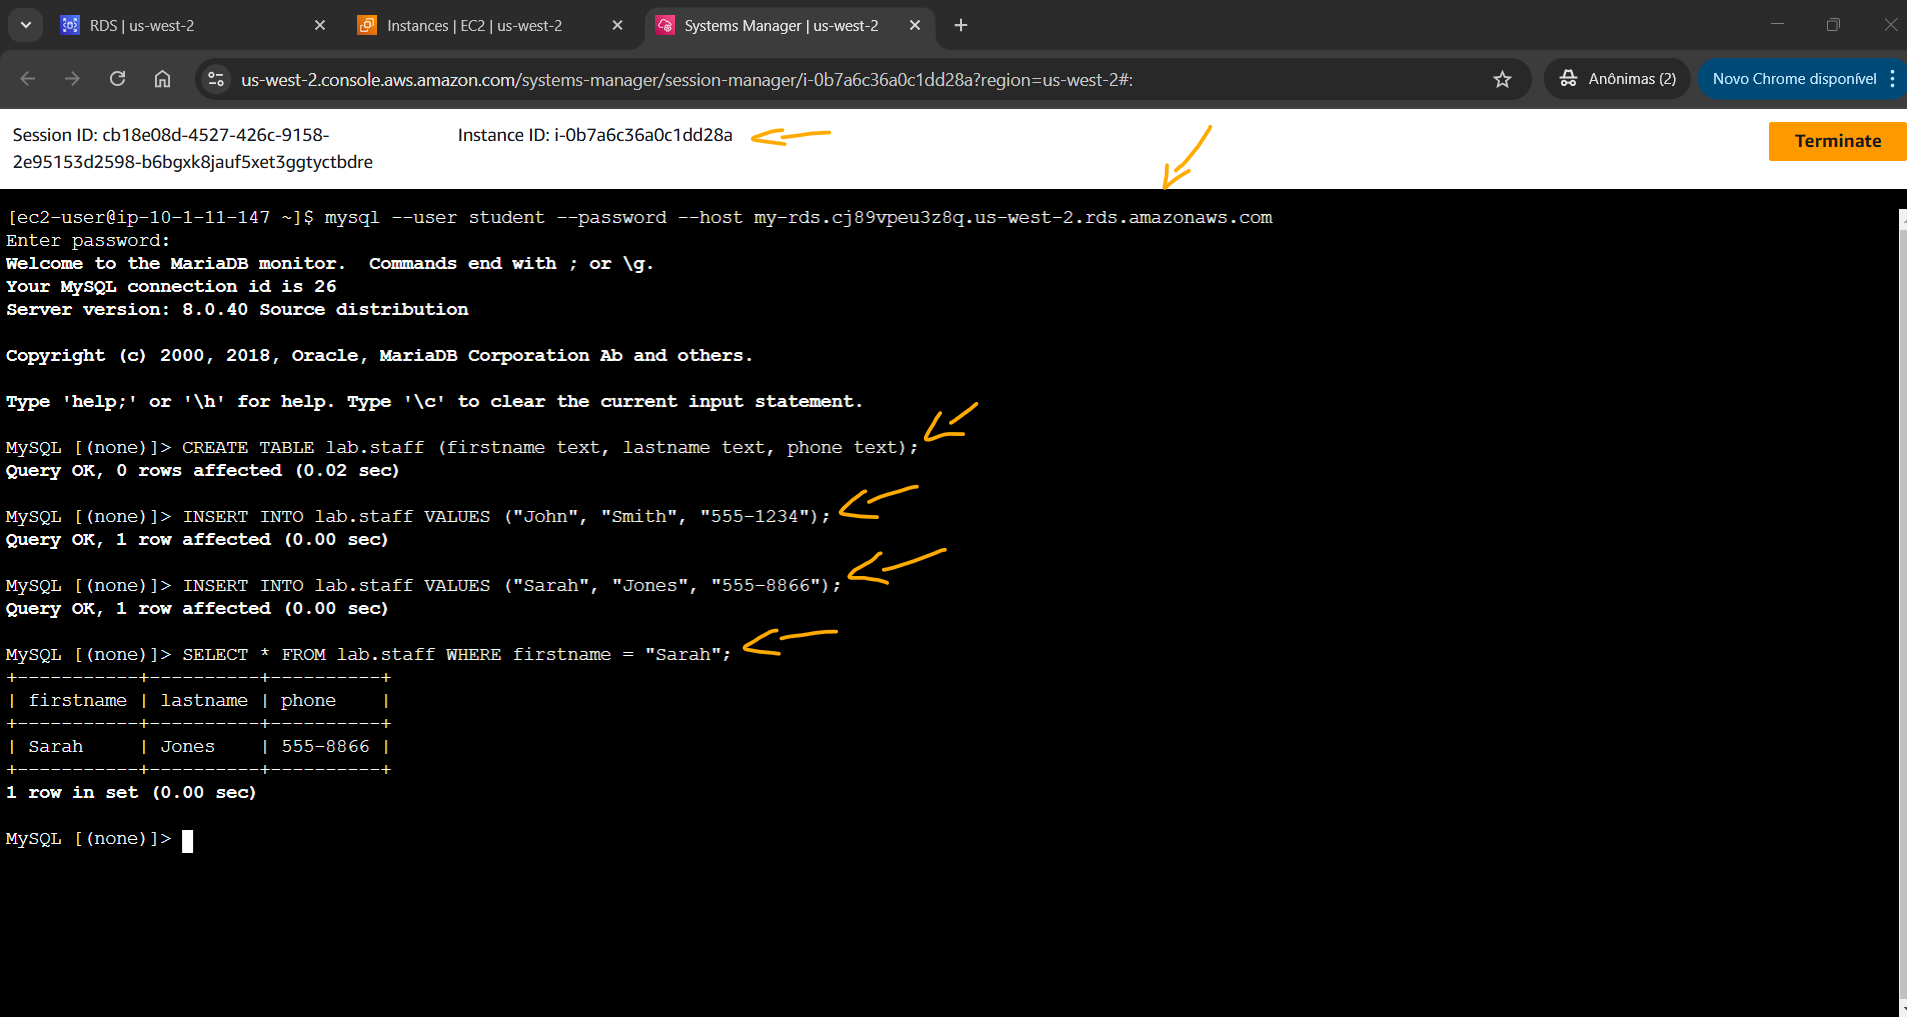 RDS | us-west-2
Instances | EC2 | us-west-2
Systems Manager | us-west-2
us-west-2.console.aws.amazon.com/systems-manager/session-manager/i-0b7a6c36a0c1dd28a?region=us-west-2#:
Anônimas (2)
Novo Chrome disponível
Session ID: cb18e08d-4527-426c-9158-
2e95153d2598-b6bgxk8jauf5xet3ggtyctbdre
Instance ID: i-0b7a6c36a0c1dd28a
Terminate
[ec2-user@ip-10-1-11-147 ~]$ mysql --user student --password --host my-rds.cj89vpeu3z8q.us-west-2.rds.amazonaws.com
Enter password:
Welcome to the MariaDB monitor.  Commands end with ; or \g.
Your MySQL connection id is 26
Server version: 8.0.40 Source distribution
Copyright (c) 2000, 2018, Oracle, MariaDB Corporation Ab and others.
Type 'help;' or '\h' for help. Type '\c' to clear the current input statement.
MySQL [(none)]> CREATE TABLE lab.staff (firstname text, lastname text, phone text);
Query OK, 0 rows affected (0.02 sec)
MySQL [(none)]> INSERT INTO lab.staff VALUES ("John", "Smith", "555-1234");
Query OK, 1 row affected (0.00 sec)
MySQL [(none)]> INSERT INTO lab.staff VALUES ("Sarah", "Jones", "555-8866");
Query OK, 1 row affected (0.00 sec)
MySQL [(none)]> SELECT * FROM lab.staff WHERE firstname = "Sarah";
+-----------+----------+----------+
| firstname | lastname | phone    |
+-----------+----------+----------+
| Sarah     | Jones    | 555-8866 |
+-----------+----------+----------+
1 row in set (0.00 sec)
MySQL [(none)]>